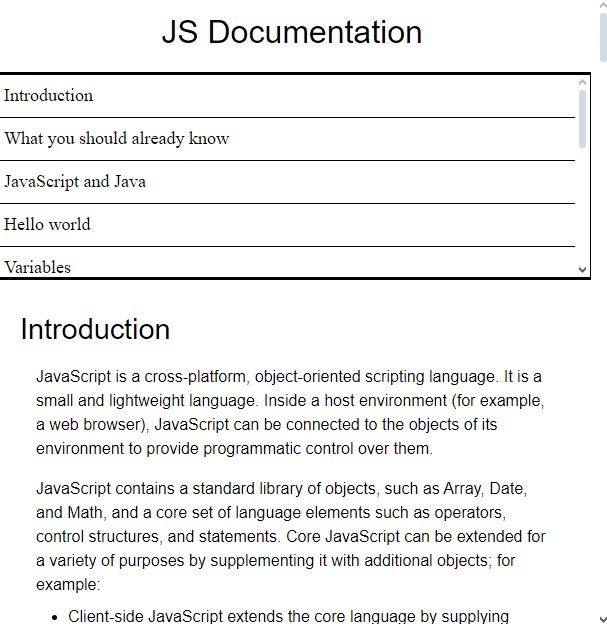 JS Documentation
Introduction
What you should already know
JavaScript and Java
Hello world
Variables
Introduction
JavaScript is a cross-platform, object-oriented scripting language. It is a
small and lightweight language. Inside a host environment (for example,
a web browser), JavaScript can be connected to the objects of its
environment to provide programmatic control over them.
JavaScript contains a standard library of objects, such as Array, Date,
and Math, and a core set of language elements such as operators,
control structures, and statements. Core JavaScript can be extended for
a variety of purposes by supplementing it with additional objects; for
example:
• Client-side JavaScript extends the core language by supplying